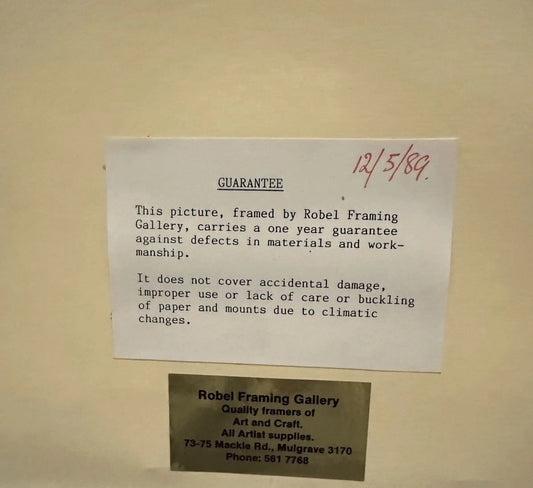 12/5/89.
GUARANTEE
This picture, framed by Robel Framing
Gallery, carries a one year guarantee
against defects in materials and work-
manship.
It does not cover accidental damage,
improper use or lack of care or buckling
of paper and mounts due to climatic
changes.
Robel Framing Gallery
Quality framers of
Art and Craft.
All Artist supplies.
73-75 Mackie Rd., Mulgrave 3170
Phone: 561 7768